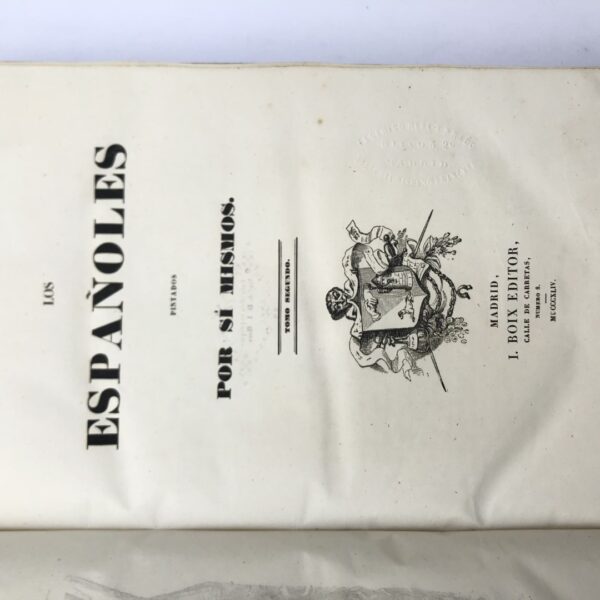 LOS
ESPAÑOLES
PINTADOS
POR SÍ MISMOS.
TOMO SEGUNDO.
MADRID,
I. BOIX EDITOR,
CALLE DE CARRETAS,
NUMERO 8.
MDCCCXLIV.